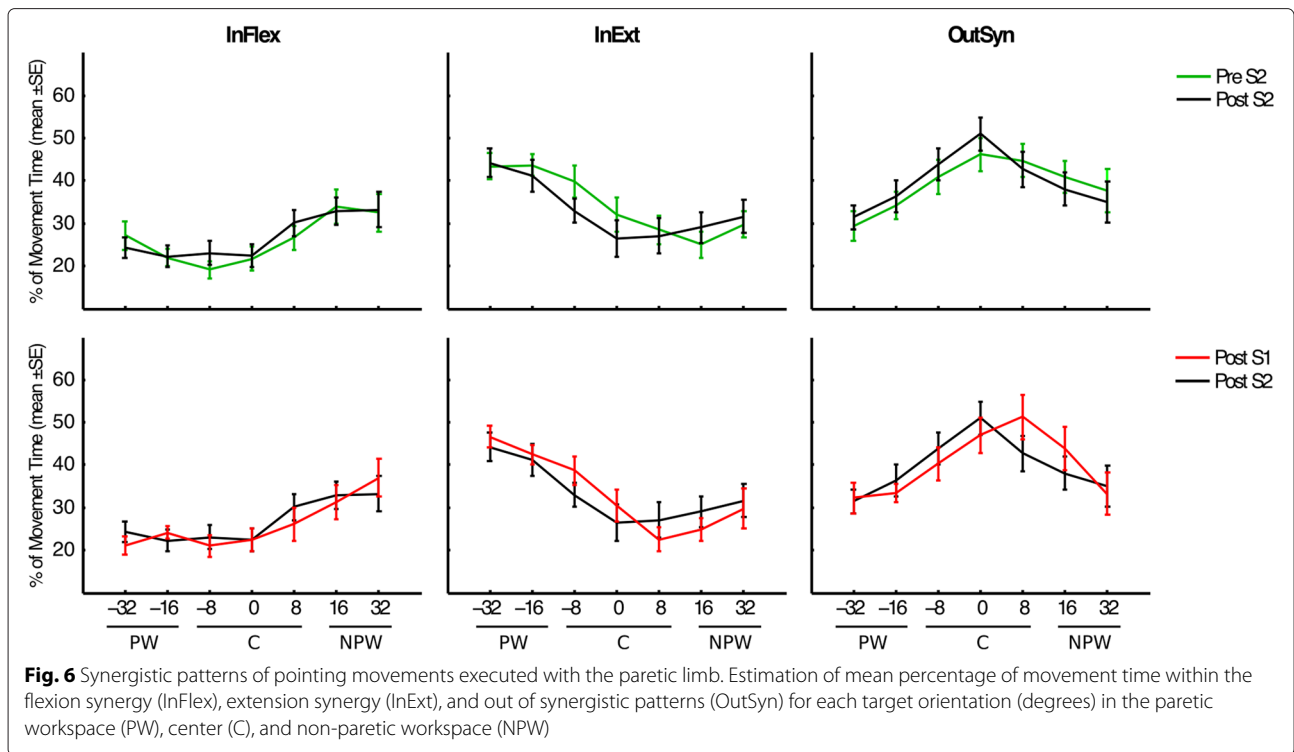 InFlex InExt OutSyn
% of Movement Time (mean ±SE)
60
50
40
30
20
Pre S2
Post S2
% of Movement Time (mean ±SE)
60
50
40
30
20
Post S1
Post S2
−32 −16 −8 0 8 16 32 −32 −16 −8 0 8 16 32 −32 −16 −8 0 8 16 32
PW C NPW PW C NPW PW C NPW
Fig. 6 Synergistic patterns of pointing movements executed with the paretic limb. Estimation of mean percentage of movement time within the
flexion synergy (InFlex), extension synergy (InExt), and out of synergistic patterns (OutSyn) for each target orientation (degrees) in the paretic
workspace (PW), center (C), and non-paretic workspace (NPW)